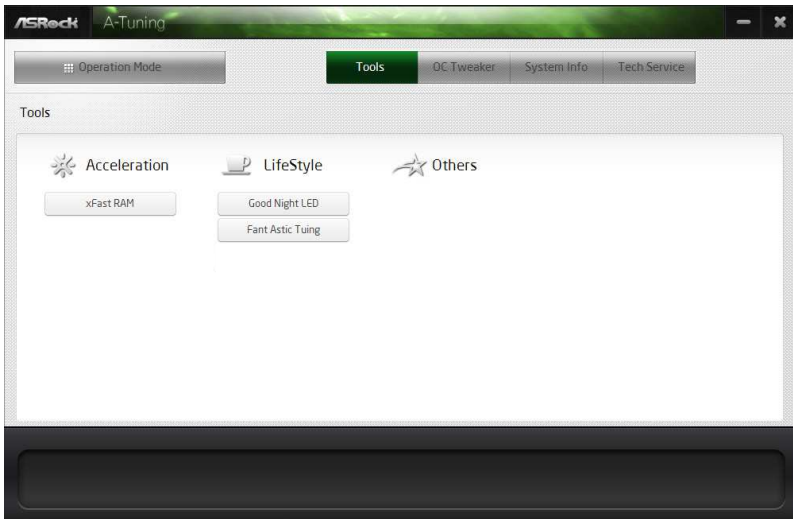 ASRock A-Tuning
Operation Mode Tools OC Tweaker System Info Tech Service
Tools
Acceleration LifeStyle Others
xFast RAM Good Night LED
Fant Astic Tuing